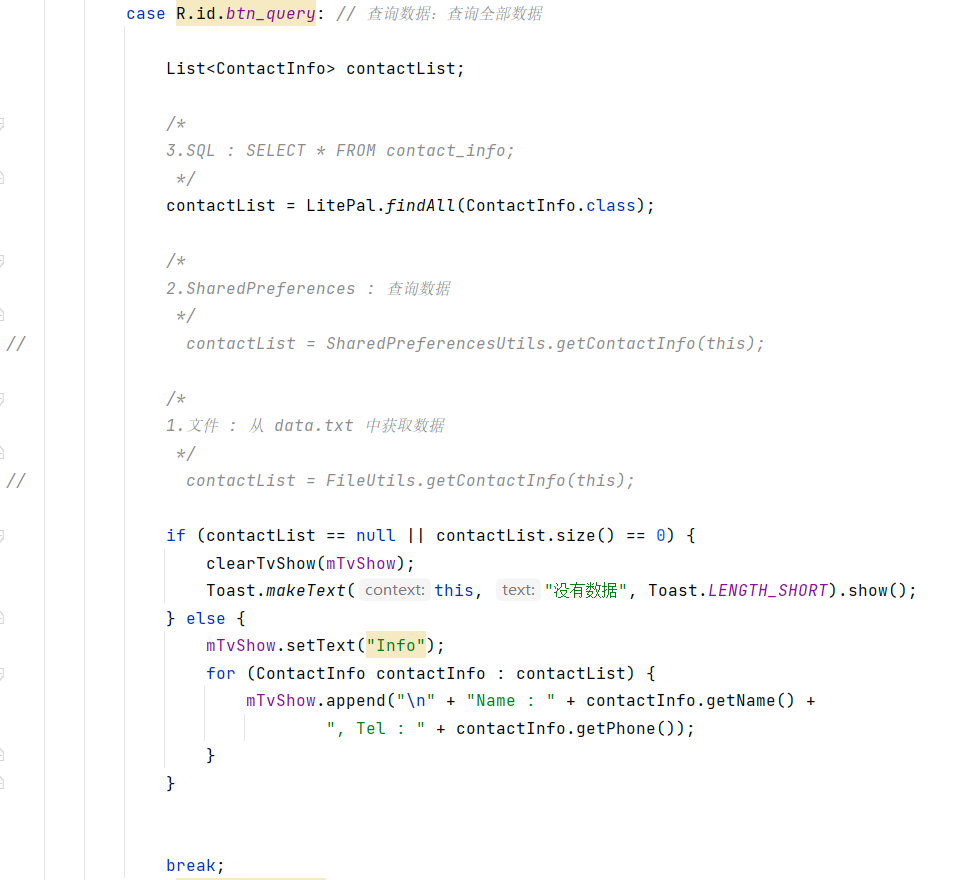 case R.id.btn_query: // 查询数据：查询全部数据
List<ContactInfo> contactList;
/*
3.SQL : SELECT * FROM contact_info;
*/
contactList = LitePal.findAll(ContactInfo.class);
/*
2.SharedPreferences : 查询数据
*/
// contactList = SharedPreferencesUtils.getContactInfo(this);
/*
1.文件 : 从 data.txt 中获取数据
*/
// contactList = FileUtils.getContactInfo(this);
if (contactList == null || contactList.size() == 0) {
clearTvShow(mTvShow);
Toast.makeText( context: this, text: "没有数据", Toast.LENGTH_SHORT).show();
} else {
mTvShow.setText("Info");
for (ContactInfo contactInfo : contactList) {
mTvShow.append("\n" + "Name : " + contactInfo.getName() +
", Tel : " + contactInfo.getPhone());
}
}
break;